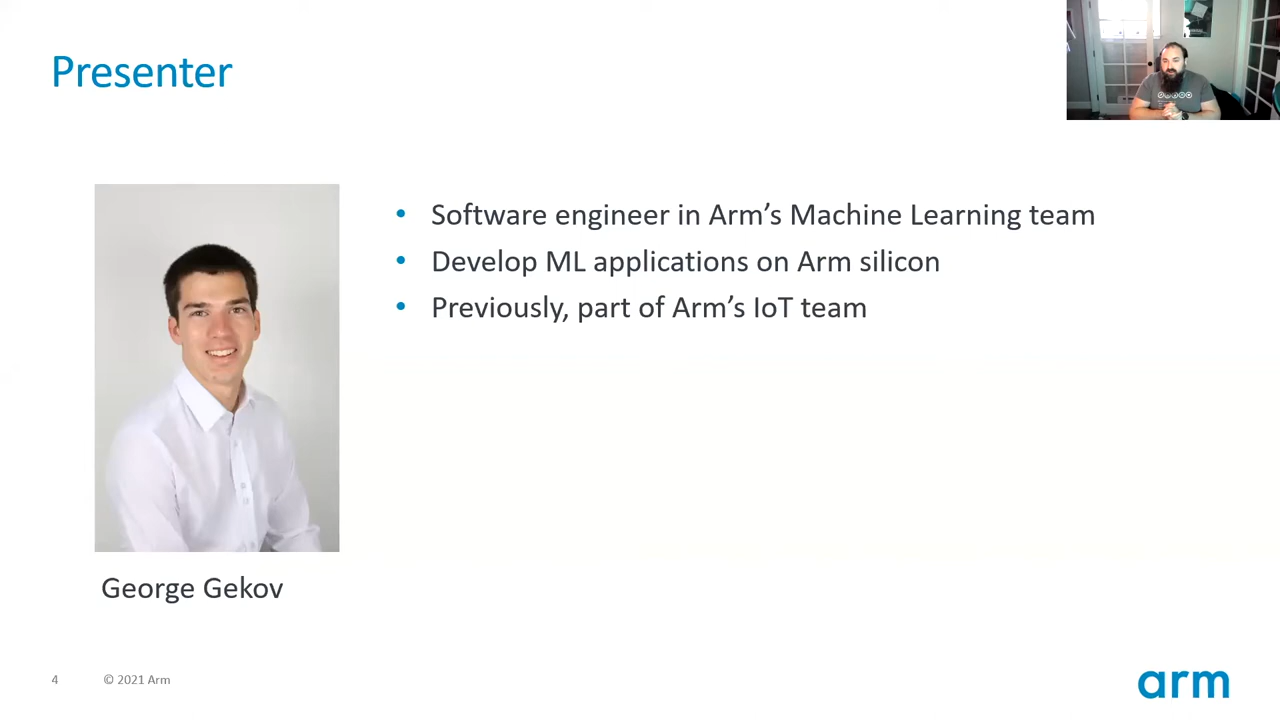 Presenter
• Software engineer in Arm’s Machine Learning team
• Develop ML applications on Arm silicon
• Previously, part of Arm’s IoT team
George Gekov
4
© 2021 Arm
arm